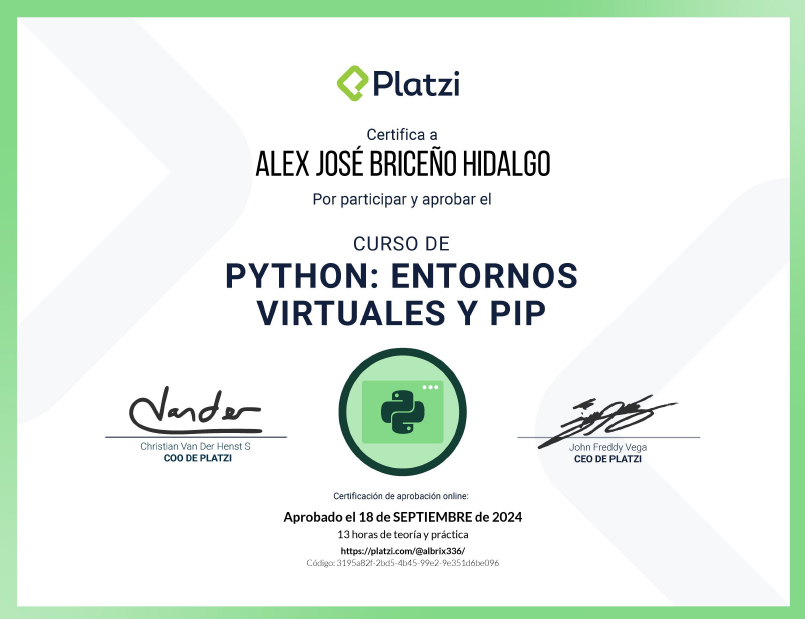 Platzi
Certifica a
ALEX JOSÉ BRICEÑO HIDALGO
Por participar y aprobar el
CURSO DE
PYTHON: ENTORNOS
VIRTUALES Y PIP
Vander
Christian Van Der Henst S
COO DE PLATZI
John Freddy Vega
CEO DE PLATZI
Certificación de aprobación online:
Aprobado el 18 de SEPTIEMBRE de 2024
13 horas de teoría y práctica
https://platzi.com/@albrix336/
Código: 3195a82f-2bd5-4b45-99e2-9e351d6be096